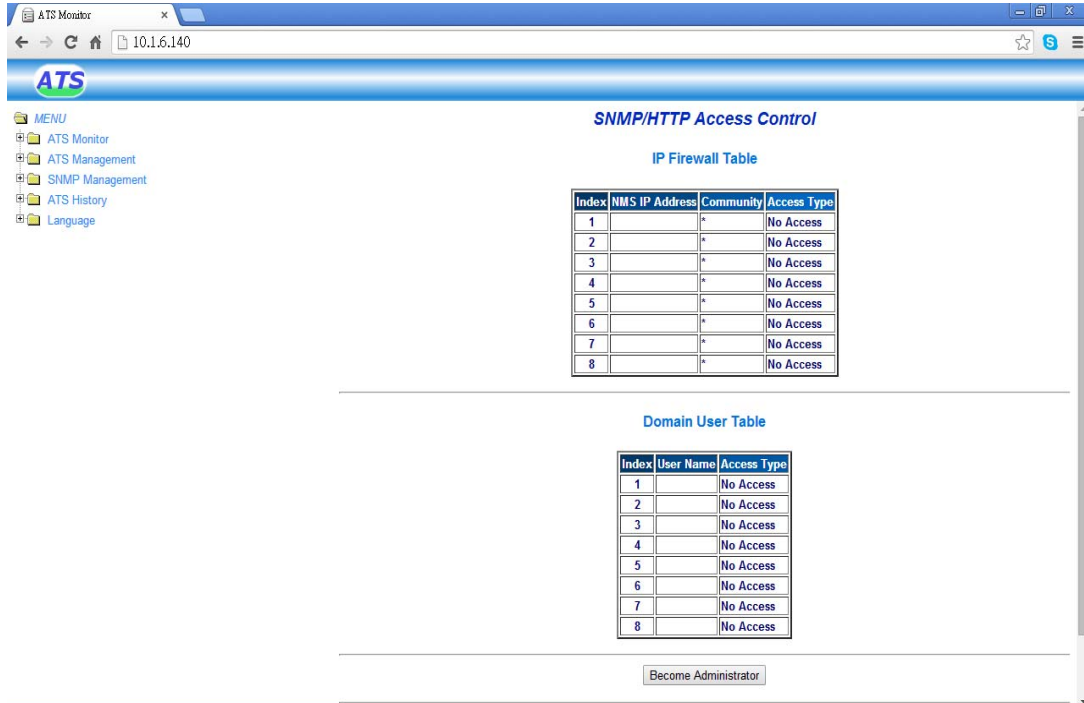 ATS Monitor
10.1.6.140
ATS
MENU
ATS Monitor
ATS Management
SNMP Management
ATS History
Language
SNMP/HTTP Access Control
IP Firewall Table
Index NMS IP Address Community Access Type
1 * No Access
2 * No Access
3 * No Access
4 * No Access
5 * No Access
6 * No Access
7 * No Access
8 * No Access
Domain User Table
Index User Name Access Type
1 No Access
2 No Access
3 No Access
4 No Access
5 No Access
6 No Access
7 No Access
8 No Access
Become Administrator